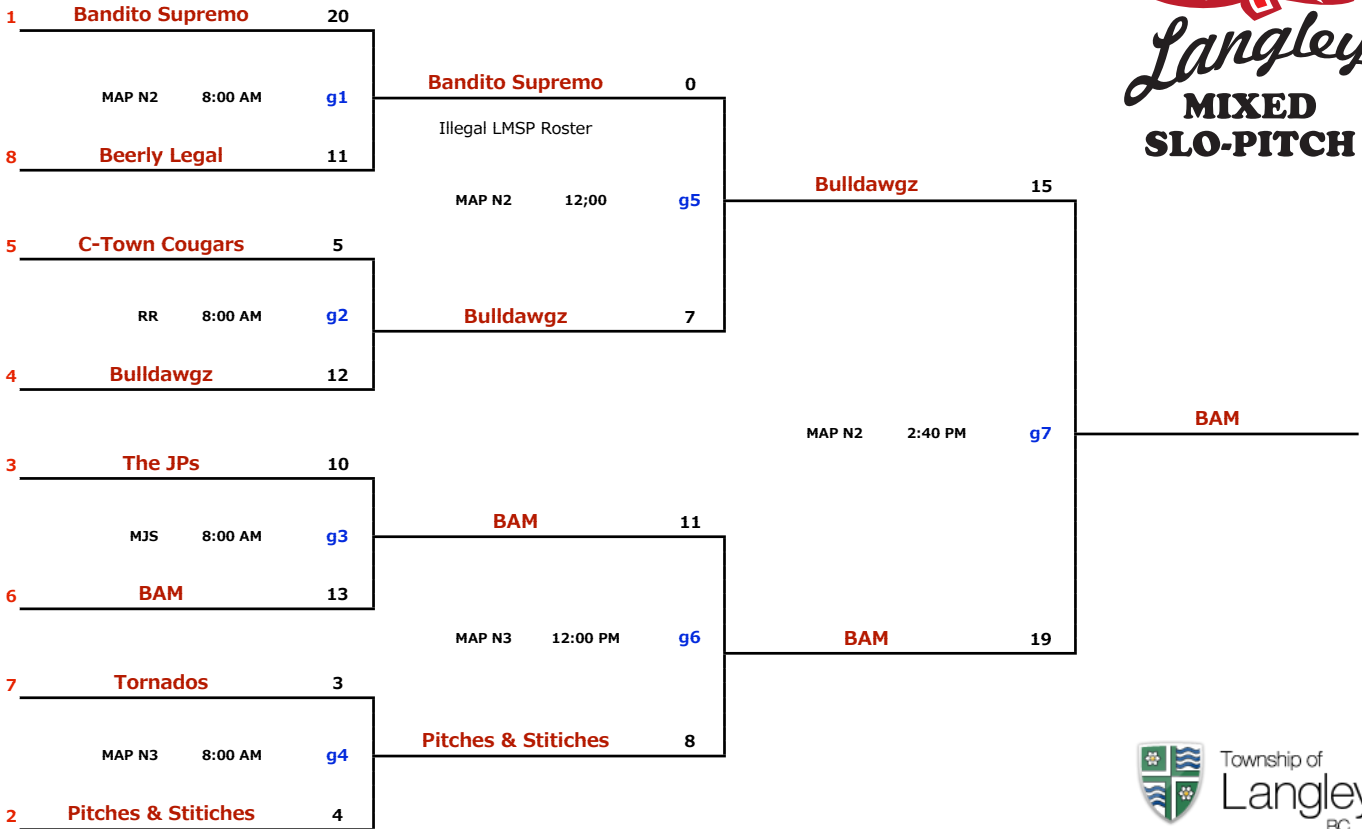 1 Bandito Supremo 20
MAP N2 8:00 AM g1
8 Beerly Legal 11
5 C-Town Cougars 5
RR 8:00 AM g2
4 Bulldawgz 12
3 The JPs 10
MJS 8:00 AM g3
6 BAM 13
7 Tornados 3
MAP N3 8:00 AM g4
2 Pitches & Stitiches 4
Bandito Supremo 0
Illegal LMSP Roster
MAP N2 12;00 g5
Bulldawgz 7
BAM 11
MAP N3 12:00 PM g6
Pitches & Stitiches 8
Bulldawgz 15
MAP N2 2:40 PM g7
BAM 19
BAM
Langley
MIXED
SLO-PITCH
Township of
Langley
BC